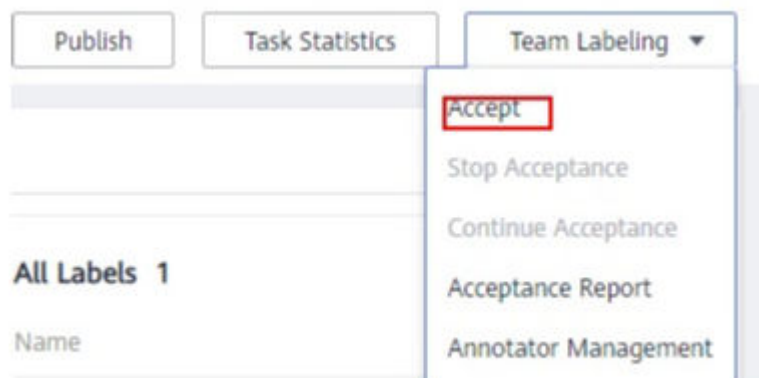 Publish Task Statistics Team Labeling
Accept
Stop Acceptance
Continue Acceptance
All Labels 1
Acceptance Report
Name
Annotator Management